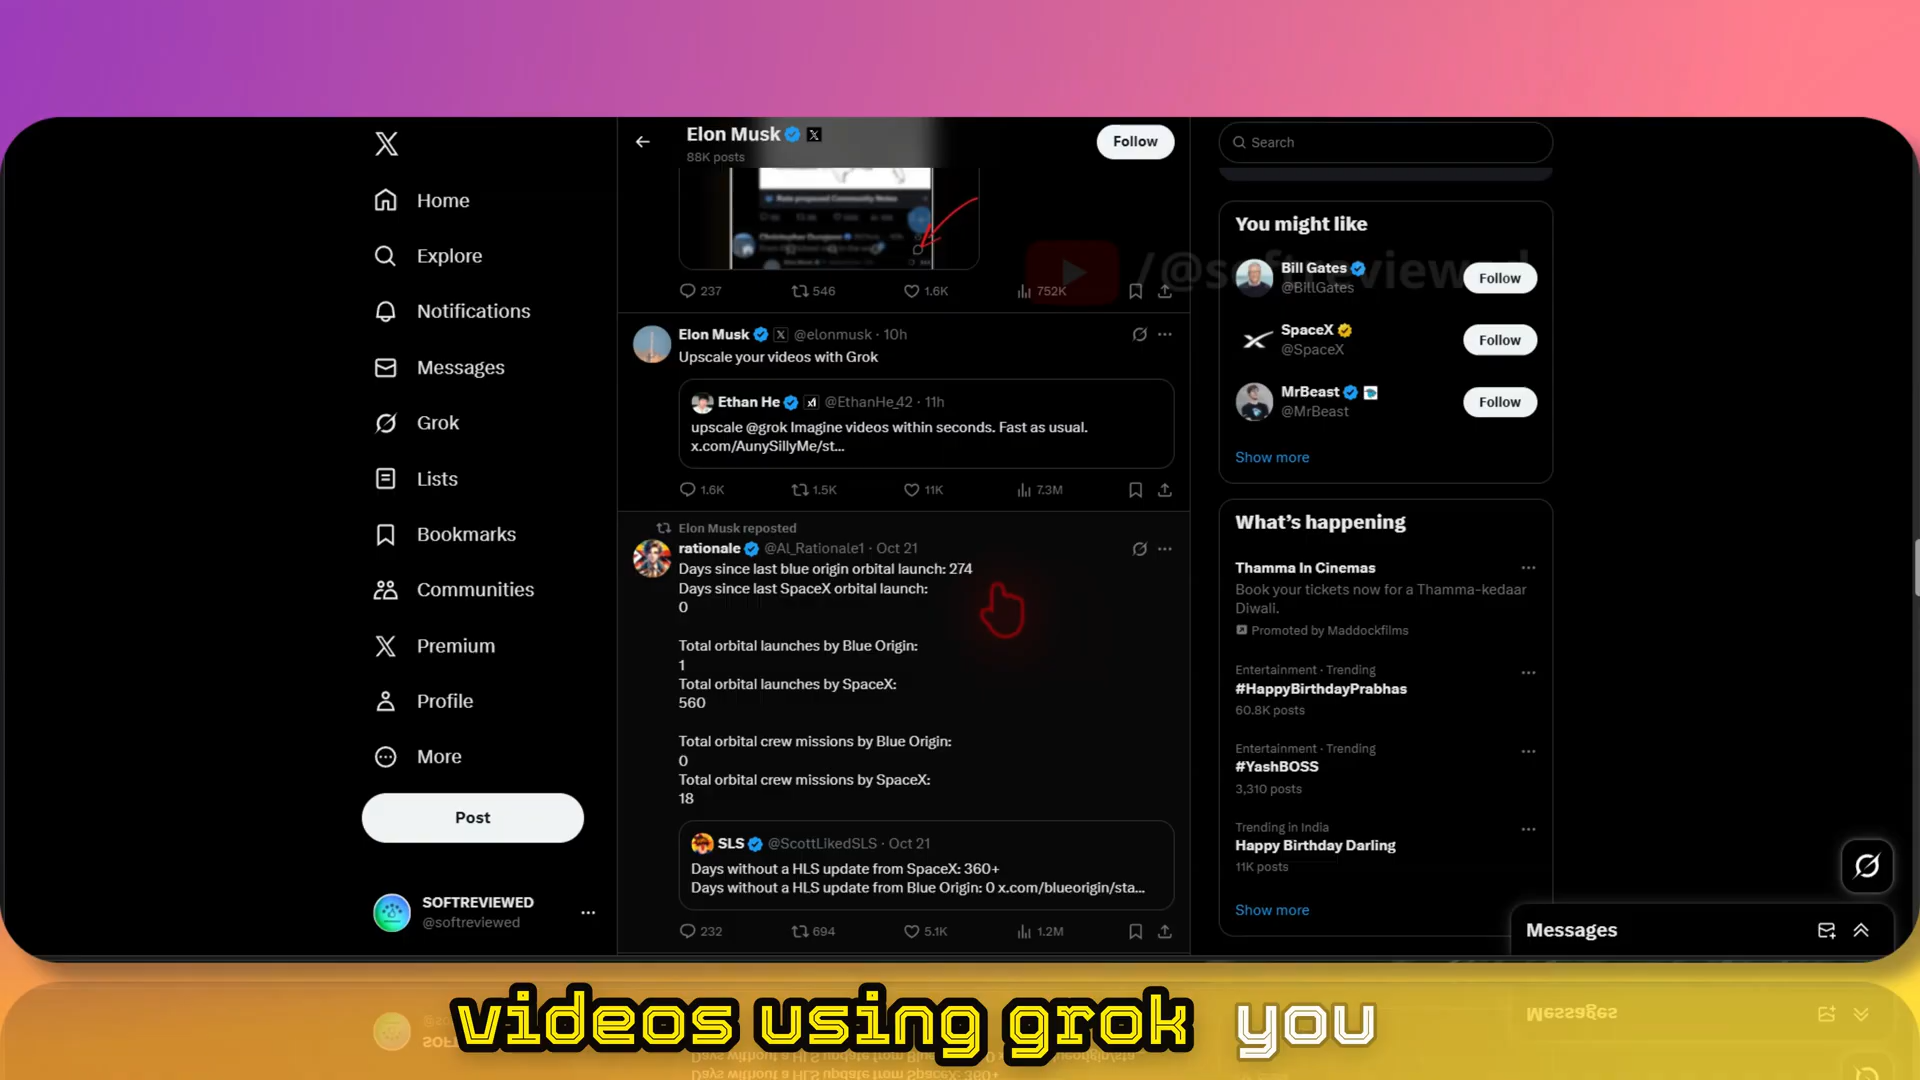 Home
Explore
Notifications
Messages
Grok
Lists
Bookmarks
Communities
Premium
Profile
More
Post
SOFTREVIEWED
@softreviewed
Elon Musk
88K posts
Follow
Rate proposed Community Notes
237 546 1.6K 752K
/@softreviewed
Elon Musk @elonmusk · 10h
Upscale your videos with Grok
Ethan He @EthanHe_42 · 11h
upscale @grok Imagine videos within seconds. Fast as usual.
x.com/AunySillyMe/st...
1.6K 1.5K 11K 7.3M
Elon Musk reposted
rationale @AI_Rationale1 · Oct 21
Days since last blue origin orbital launch: 274
Days since last SpaceX orbital launch:
0
Total orbital launches by Blue Origin:
1
Total orbital launches by SpaceX:
560
Total orbital crew missions by Blue Origin:
0
Total orbital crew missions by SpaceX:
18
SLS @ScottLikedSLS · Oct 21
Days without a HLS update from SpaceX: 360+
Days without a HLS update from Blue Origin: 0 x.com/blueorigin/sta...
232 694 5.1K 1.2M
Search
You might like
Bill Gates
@BillGates
Follow
SpaceX
@SpaceX
Follow
MrBeast
@MrBeast
Follow
Show more
What's happening
Thamma In Cinemas
Book your tickets now for a Thamma-kedaar
Diwali.
Promoted by Maddockfilms
Entertainment · Trending
#HappyBirthdayPrabhas
60.8K posts
Entertainment · Trending
#YashBOSS
3,310 posts
Trending in India
Happy Birthday Darling
11K posts
Show more
Messages
videos using grok you
Messages